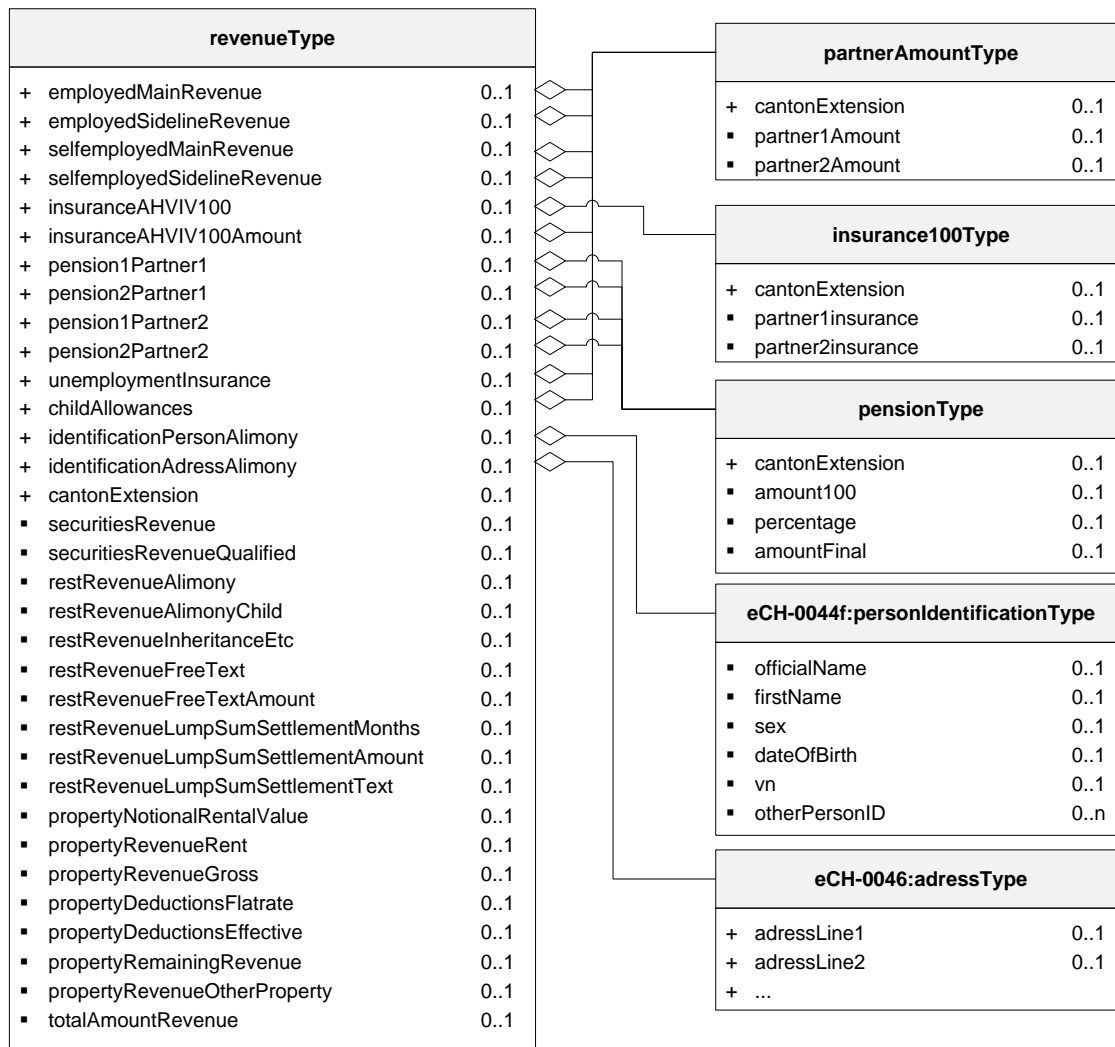 revenueType
+ employedMainRevenue 0..1
+ employedSidelineRevenue 0..1
+ selfemployedMainRevenue 0..1
+ selfemployedSidelineRevenue 0..1
+ insuranceAHVIV100 0..1
+ insuranceAHVIV100Amount 0..1
+ pension1Partner1 0..1
+ pension2Partner1 0..1
+ pension1Partner2 0..1
+ pension2Partner2 0..1
+ unemploymentInsurance 0..1
+ childAllowances 0..1
+ identificationPersonAlimony 0..1
+ identificationAdressAlimony 0..1
+ cantonExtension 0..1
▪ securitiesRevenue 0..1
▪ securitiesRevenueQualified 0..1
▪ restRevenueAlimony 0..1
▪ restRevenueAlimonyChild 0..1
▪ restRevenueInheritanceEtc 0..1
▪ restRevenueFreeText 0..1
▪ restRevenueFreeTextAmount 0..1
▪ restRevenueLumpSumSettlementMonths 0..1
▪ restRevenueLumpSumSettlementAmount 0..1
▪ restRevenueLumpSumSettlementText 0..1
▪ propertyNotionalRentalValue 0..1
▪ propertyRevenueRent 0..1
▪ propertyRevenueGross 0..1
▪ propertyDeductionsFlatrate 0..1
▪ propertyDeductionsEffective 0..1
▪ propertyRemainingRevenue 0..1
▪ propertyRevenueOtherProperty 0..1
▪ totalAmountRevenue 0..1
partnerAmountType
+ cantonExtension 0..1
▪ partner1Amount 0..1
▪ partner2Amount 0..1
insurance100Type
+ cantonExtension 0..1
▪ partner1insurance 0..1
▪ partner2insurance 0..1
pensionType
+ cantonExtension 0..1
▪ amount100 0..1
▪ percentage 0..1
▪ amountFinal 0..1
eCH-0044f:personIdentificationType
▪ officialName 0..1
▪ firstName 0..1
▪ sex 0..1
▪ dateOfBirth 0..1
▪ vn 0..1
▪ otherPersonID 0..n
eCH-0046:adressType
+ adressLine1 0..1
+ adressLine2 0..1
+ ...